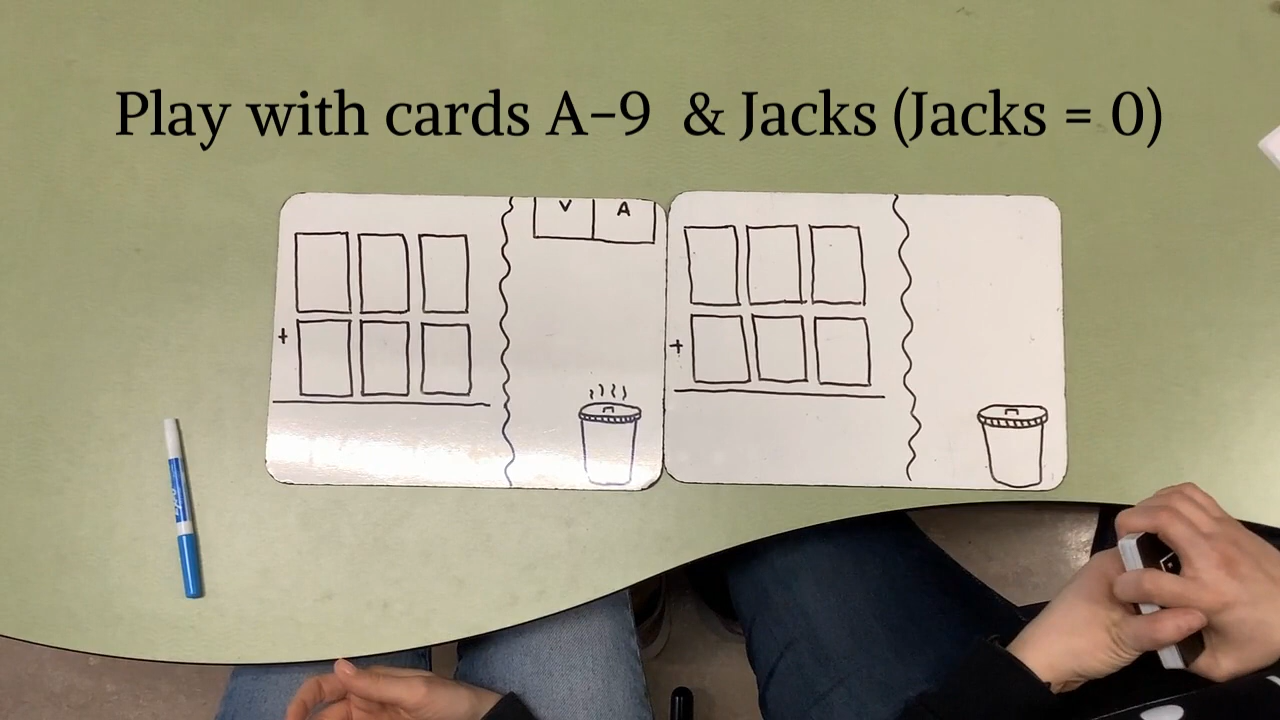 Play with cards A–9 & Jacks (Jacks = 0)
V A
+ +